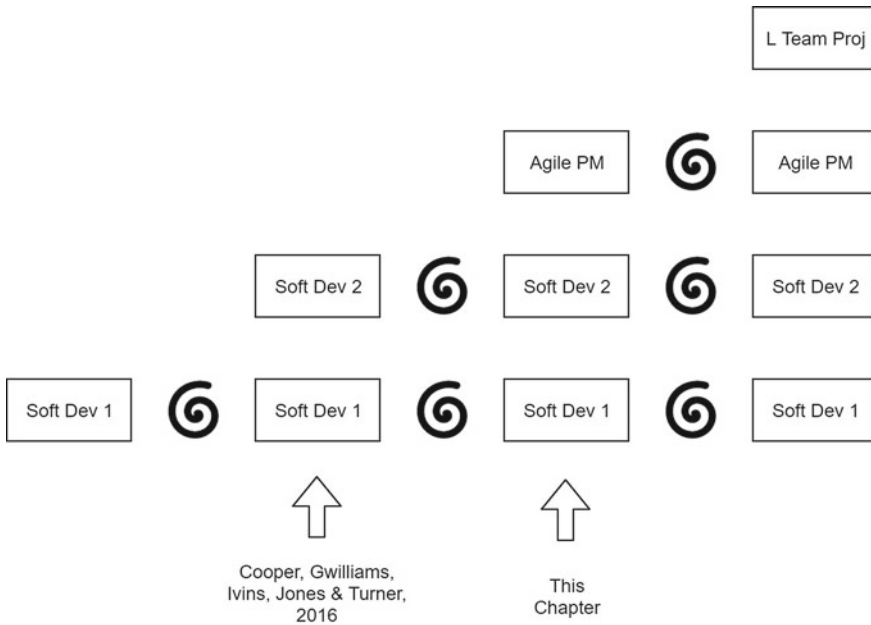 L Team Proj
Agile PM
Agile PM
Soft Dev 2
Soft Dev 2
Soft Dev 2
Soft Dev 1
Soft Dev 1
Soft Dev 1
Soft Dev 1
Cooper, Gwilliams,
Ivins, Jones & Turner,
2016
This
Chapter